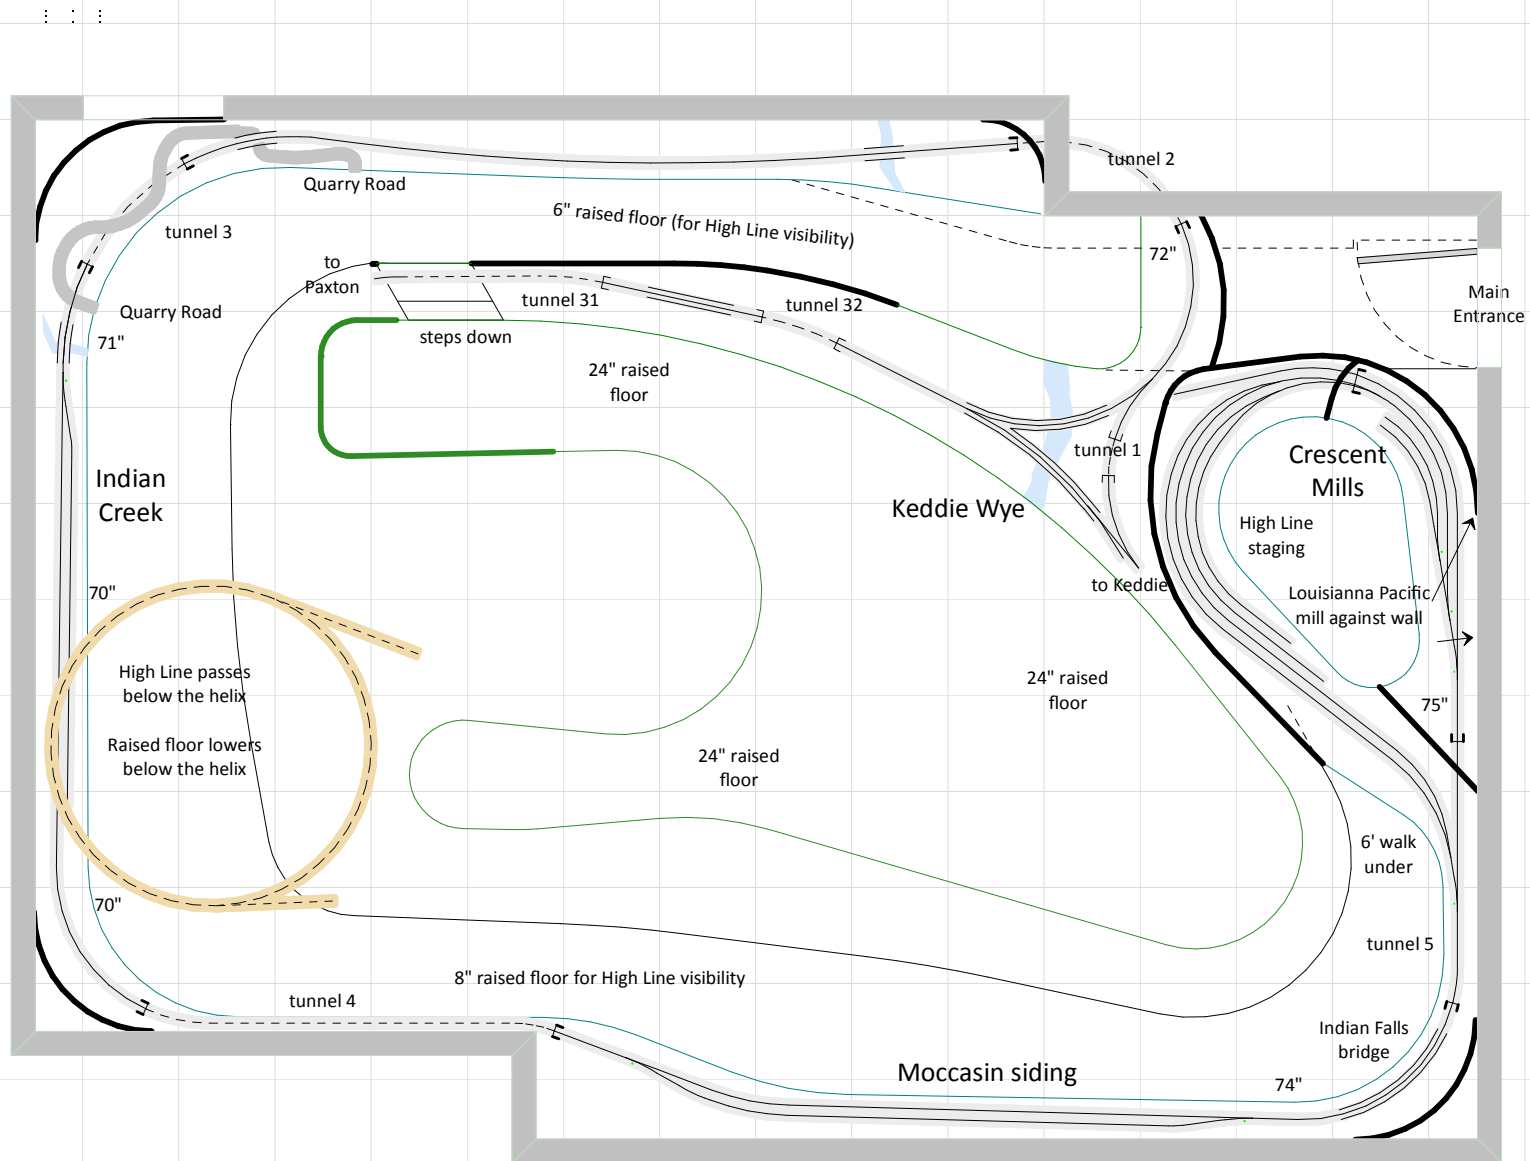 tunnel 2
Quarry Road
6" raised floor (for High Line visibility)
tunnel 3
72"
to
Paxton
tunnel 31
tunnel 32
Main
Entrance
Quarry Road
71"
steps down
24" raised
floor
tunnel 1
Crescent
Mills
Indian
Creek
Keddie Wye
High Line
staging
to Keddie
70"
Louisianna Pacific
mill against wall
High Line passes
below the helix
24" raised
floor
75"
Raised floor lowers
below the helix
24" raised
floor
6' walk
under
70"
tunnel 5
8" raised floor for High Line visibility
tunnel 4
Indian Falls
bridge
Moccasin siding
74"